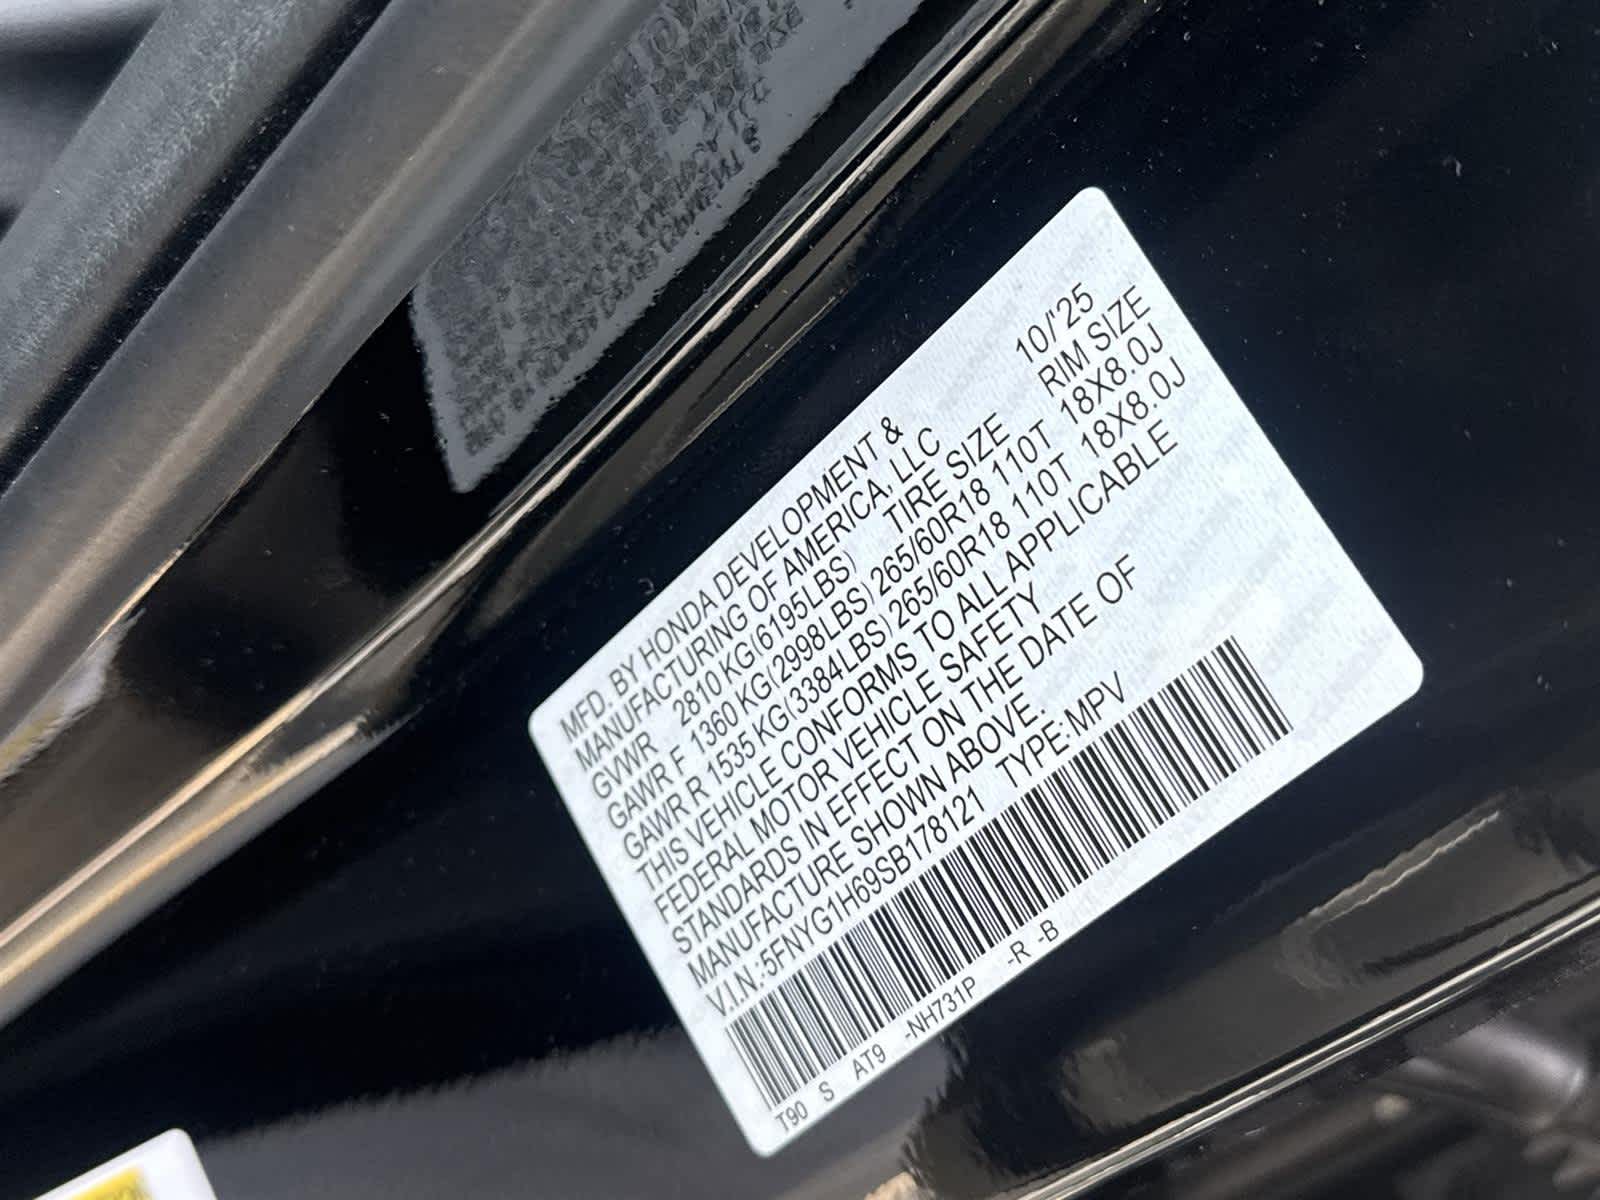 MFD. BY HONDA DEVELOPMENT &
MANUFACTURING OF AMERICA, LLC 10/'25
GVWR 2810 KG(6195LBS) TIRE SIZE RIM SIZE
GAWR F 1360 KG(2998LBS) 265/60R18 110T 18X8.0J
GAWR R 1535 KG(3384LBS) 265/60R18 110T 18X8.0J
THIS VEHICLE CONFORMS TO ALL APPLICABLE
FEDERAL MOTOR VEHICLE SAFETY
STANDARDS IN EFFECT ON THE DATE OF
MANUFACTURE SHOWN ABOVE.
V.I.N.:5FNYG1H69SB178121 TYPE:MPV
T90 S AT9 -NH731P -R -B